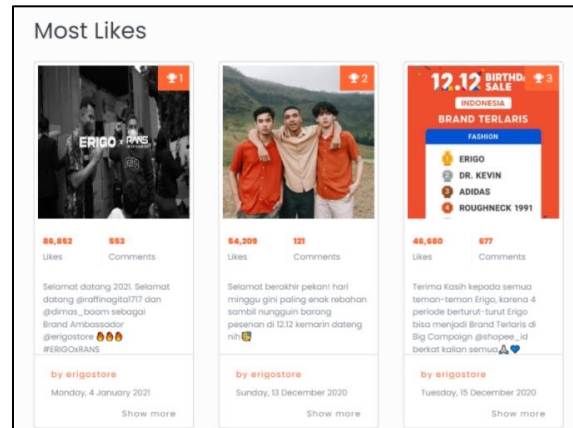 Most Likes
1
ERIGO x RANS
86,852
Likes
553
Comments
Selamat datang 2021. Selamat
datang @raffinagita1717 dan
@dimas_baam sebagai
Brand Ambassador
@erigostore 🔥🔥🔥
#ERIGOxRANS
by erigostore
Monday, 4 January 2021
Show more
2
54,209
Likes
121
Comments
Selamat berakhir pekan! hari
minggu gini paling enak rebahan
sambil nungguin barang
pesenan di 12.12 kemarin dateng
nih
by erigostore
Sunday, 13 December 2020
Show more
3
12.12 BIRTHD
SALE
INDONESIA
BRAND TERLARIS
FASHION
1 ERIGO
2 DR. KEVIN
3 ADIDAS
4 ROUGHNECK 1991
46,680
Likes
677
Comments
Terima Kasih kepada semua
teman-teman Erigo, karena 4
periode berturut-turut Erigo
bisa menjadi Brand Terlaris di
Big Campaign @shopee_id
berkat kalian semua🙏💙
by erigostore
Tuesday, 15 December 2020
Show more